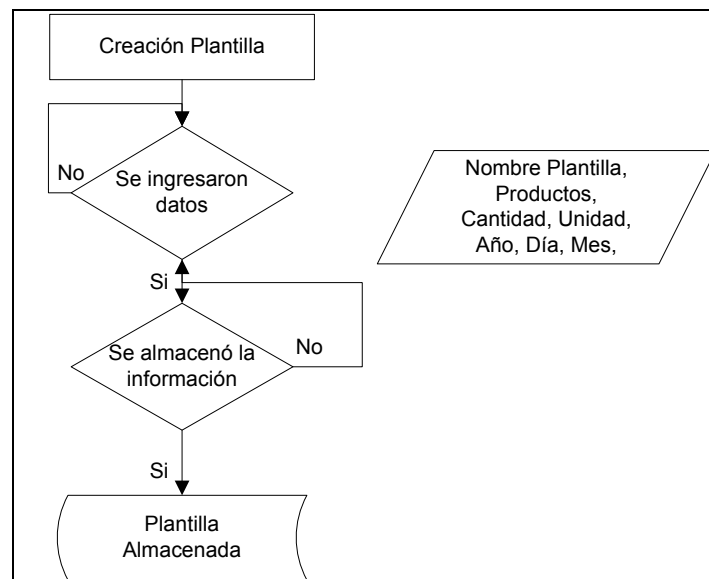 Creación Plantilla
No
Se ingresaron
datos
Nombre Plantilla,
Productos,
Cantidad, Unidad,
Año, Día, Mes,
Si
Se almacenó la
información
No
Si
Plantilla
Almacenada